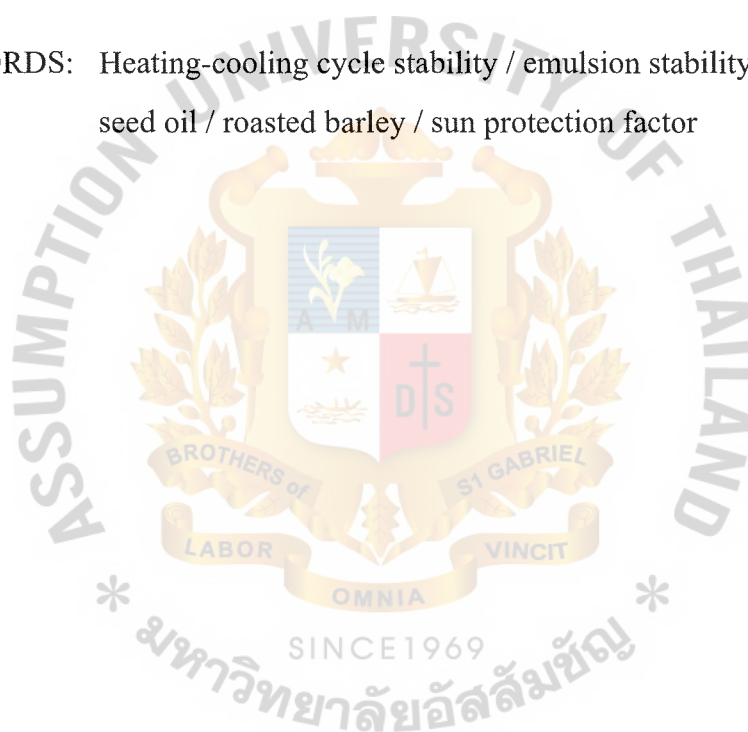 ORDS: Heating-cooling cycle stability / emulsion stability
seed oil / roasted barley / sun protection factor
ASSUMPTION UNIVERSITY OF THAILAND
A M
D S
BROTHERS of S1 GABRIEL
LABOR VINCIT
OMNIA
* SINCE1969 *
มหาวิทยาลัยอัสสัมชัญ